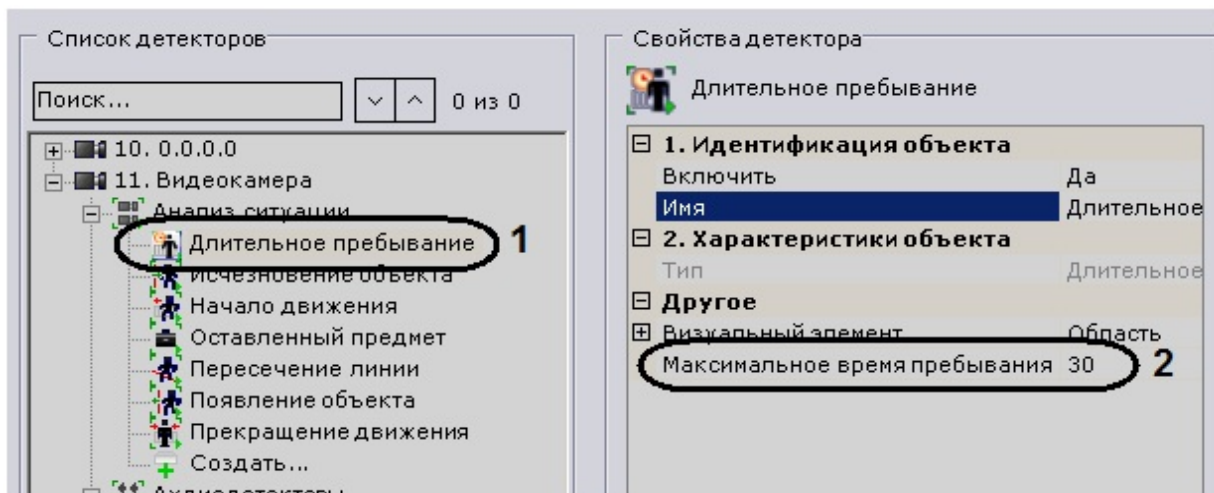 Список детекторов
Поиск...
0 из 0
10. 0.0.0.0
11. Видеокамера
Анализ ситуации
Длительное пребывание
1
Исчезновение объекта
Начало движения
Оставленный предмет
Пересечение линии
Появление объекта
Прекращение движения
Создать...
Аудиодетекторы
Свойства детектора
Длительное пребывание
1. Идентификация объекта
Включить Да
Имя Длительное
2. Характеристики объекта
Тип Длительное
Другое
Визуальный элемент Область
Максимальное время пребывания 30
2